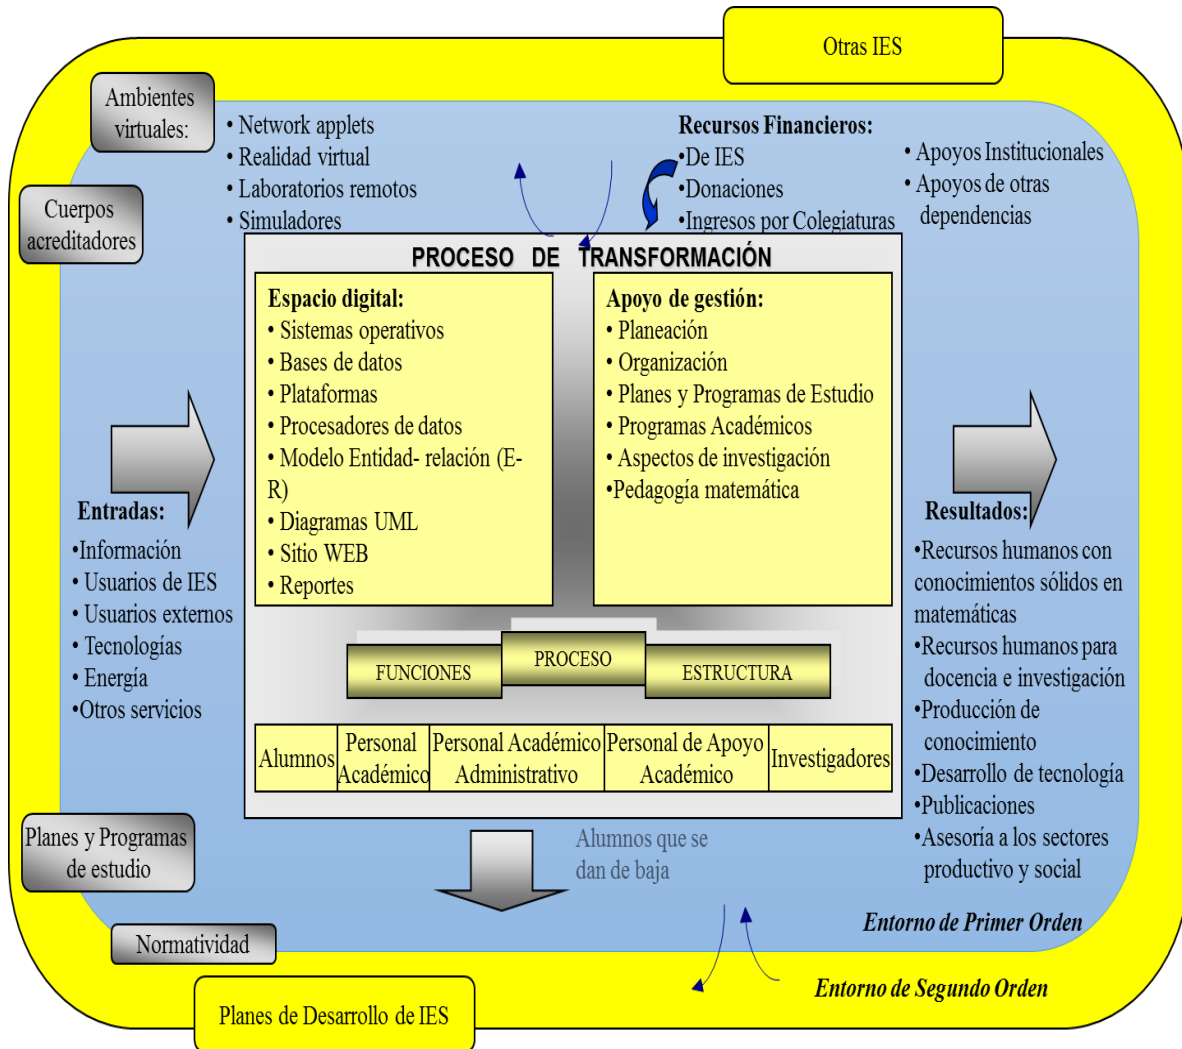 Otras IES
Ambientes
virtuales:
• Network applets
• Realidad virtual
• Laboratorios remotos
• Simuladores
Recursos Financieros:
•De IES
•Donaciones
•Ingresos por Colegiaturas
• Apoyos Institucionales
• Apoyos de otras
dependencias
Cuerpos
acreditadores
PROCESO DE TRANSFORMACIÓN
Espacio digital:
• Sistemas operativos
• Bases de datos
• Plataformas
• Procesadores de datos
• Modelo Entidad- relación (E-
R)
• Diagramas UML
• Sitio WEB
• Reportes
Apoyo de gestión:
• Planeación
• Organización
• Planes y Programas de Estudio
• Programas Académicos
• Aspectos de investigación
•Pedagogía matemática
Entradas:
•Información
• Usuarios de IES
• Usuarios externos
• Tecnologías
• Energía
•Otros servicios
Resultados:
•Recursos humanos con
conocimientos sólidos en
matemáticas
•Recursos humanos para
docencia e investigación
•Producción de
conocimiento
•Desarrollo de tecnología
•Publicaciones
•Asesoría a los sectores
productivo y social
FUNCIONES
PROCESO
ESTRUCTURA
Alumnos
Personal
Académico
Personal Académico
Administrativo
Personal de Apoyo
Académico
Investigadores
Planes y Programas
de estudio
Alumnos que se
dan de baja
Normatividad
Entorno de Primer Orden
Entorno de Segundo Orden
Planes de Desarrollo de IES